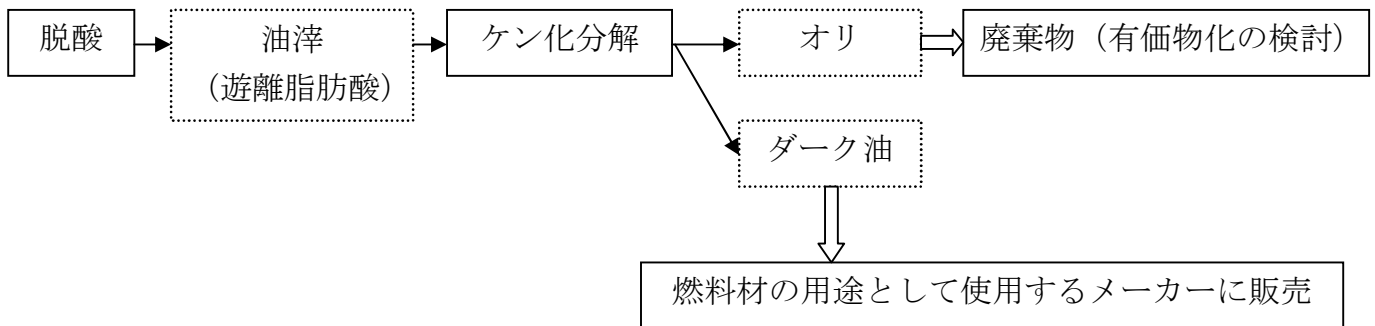 脱酸
油滓
（遊離脂肪酸）
ケン化分解
オリ
廃棄物（有価物化の検討）
ダーク油
燃料材の用途として使用するメーカーに販売